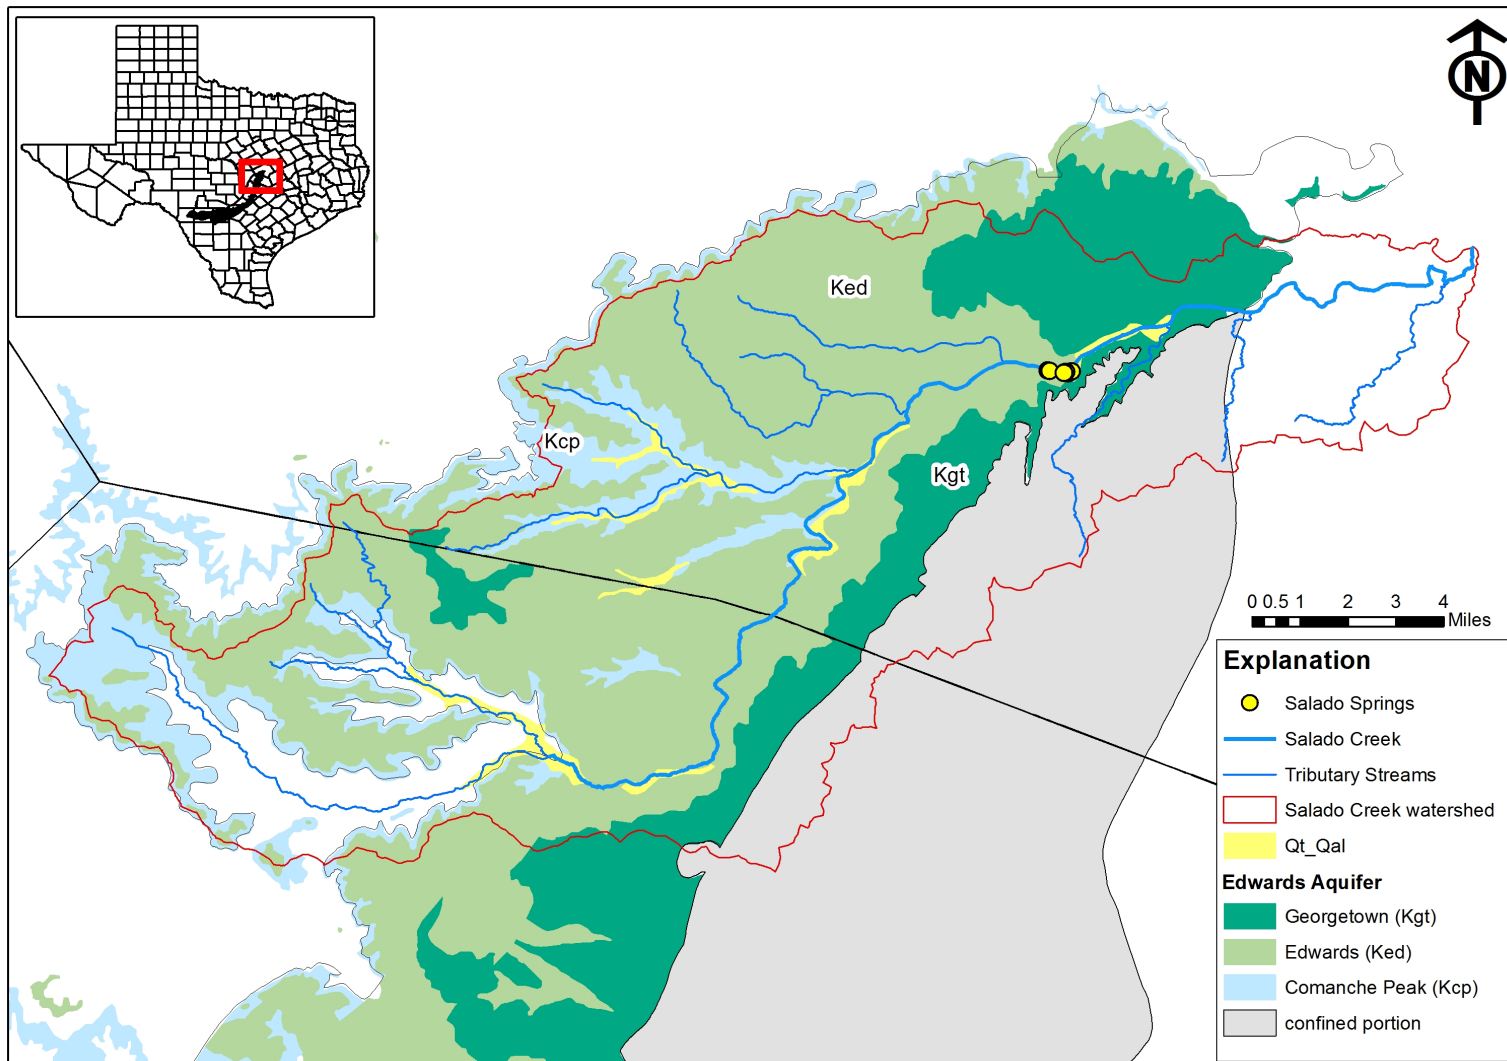 N
Ked
Kcp
Kgt
0 0.5 1 2 3 4
Miles
Explanation
Salado Springs
Salado Creek
Tributary Streams
Salado Creek watershed
Qt_Qal
Edwards Aquifer
Georgetown (Kgt)
Edwards (Ked)
Comanche Peak (Kcp)
confined portion